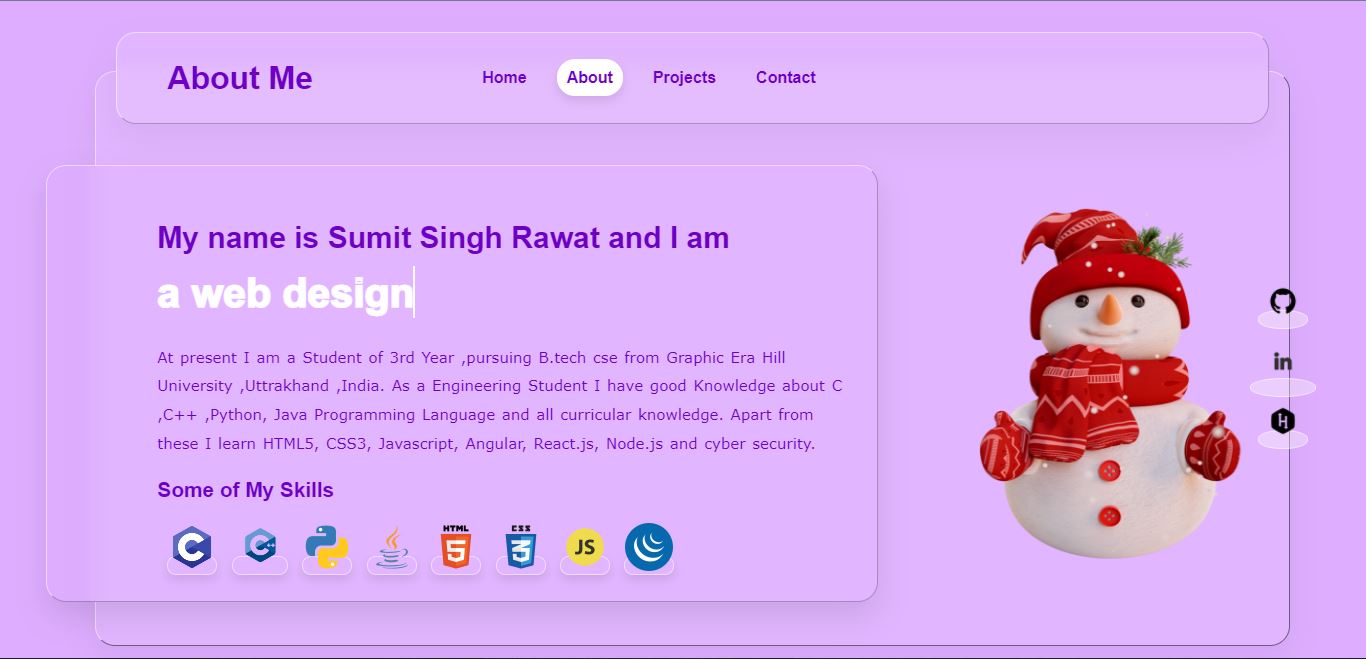 About Me
Home About Projects Contact
My name is Sumit Singh Rawat and I am
a web design
At present I am a Student of 3rd Year ,pursuing B.tech cse from Graphic Era Hill
University ,Uttrakhand ,India. As a Engineering Student I have good Knowledge about C
,C++ ,Python, Java Programming Language and all curricular knowledge. Apart from
these I learn HTML5, CSS3, Javascript, Angular, React.js, Node.js and cyber security.
Some of My Skills
C C++ HTML 5 CSS 3 JS
in
H